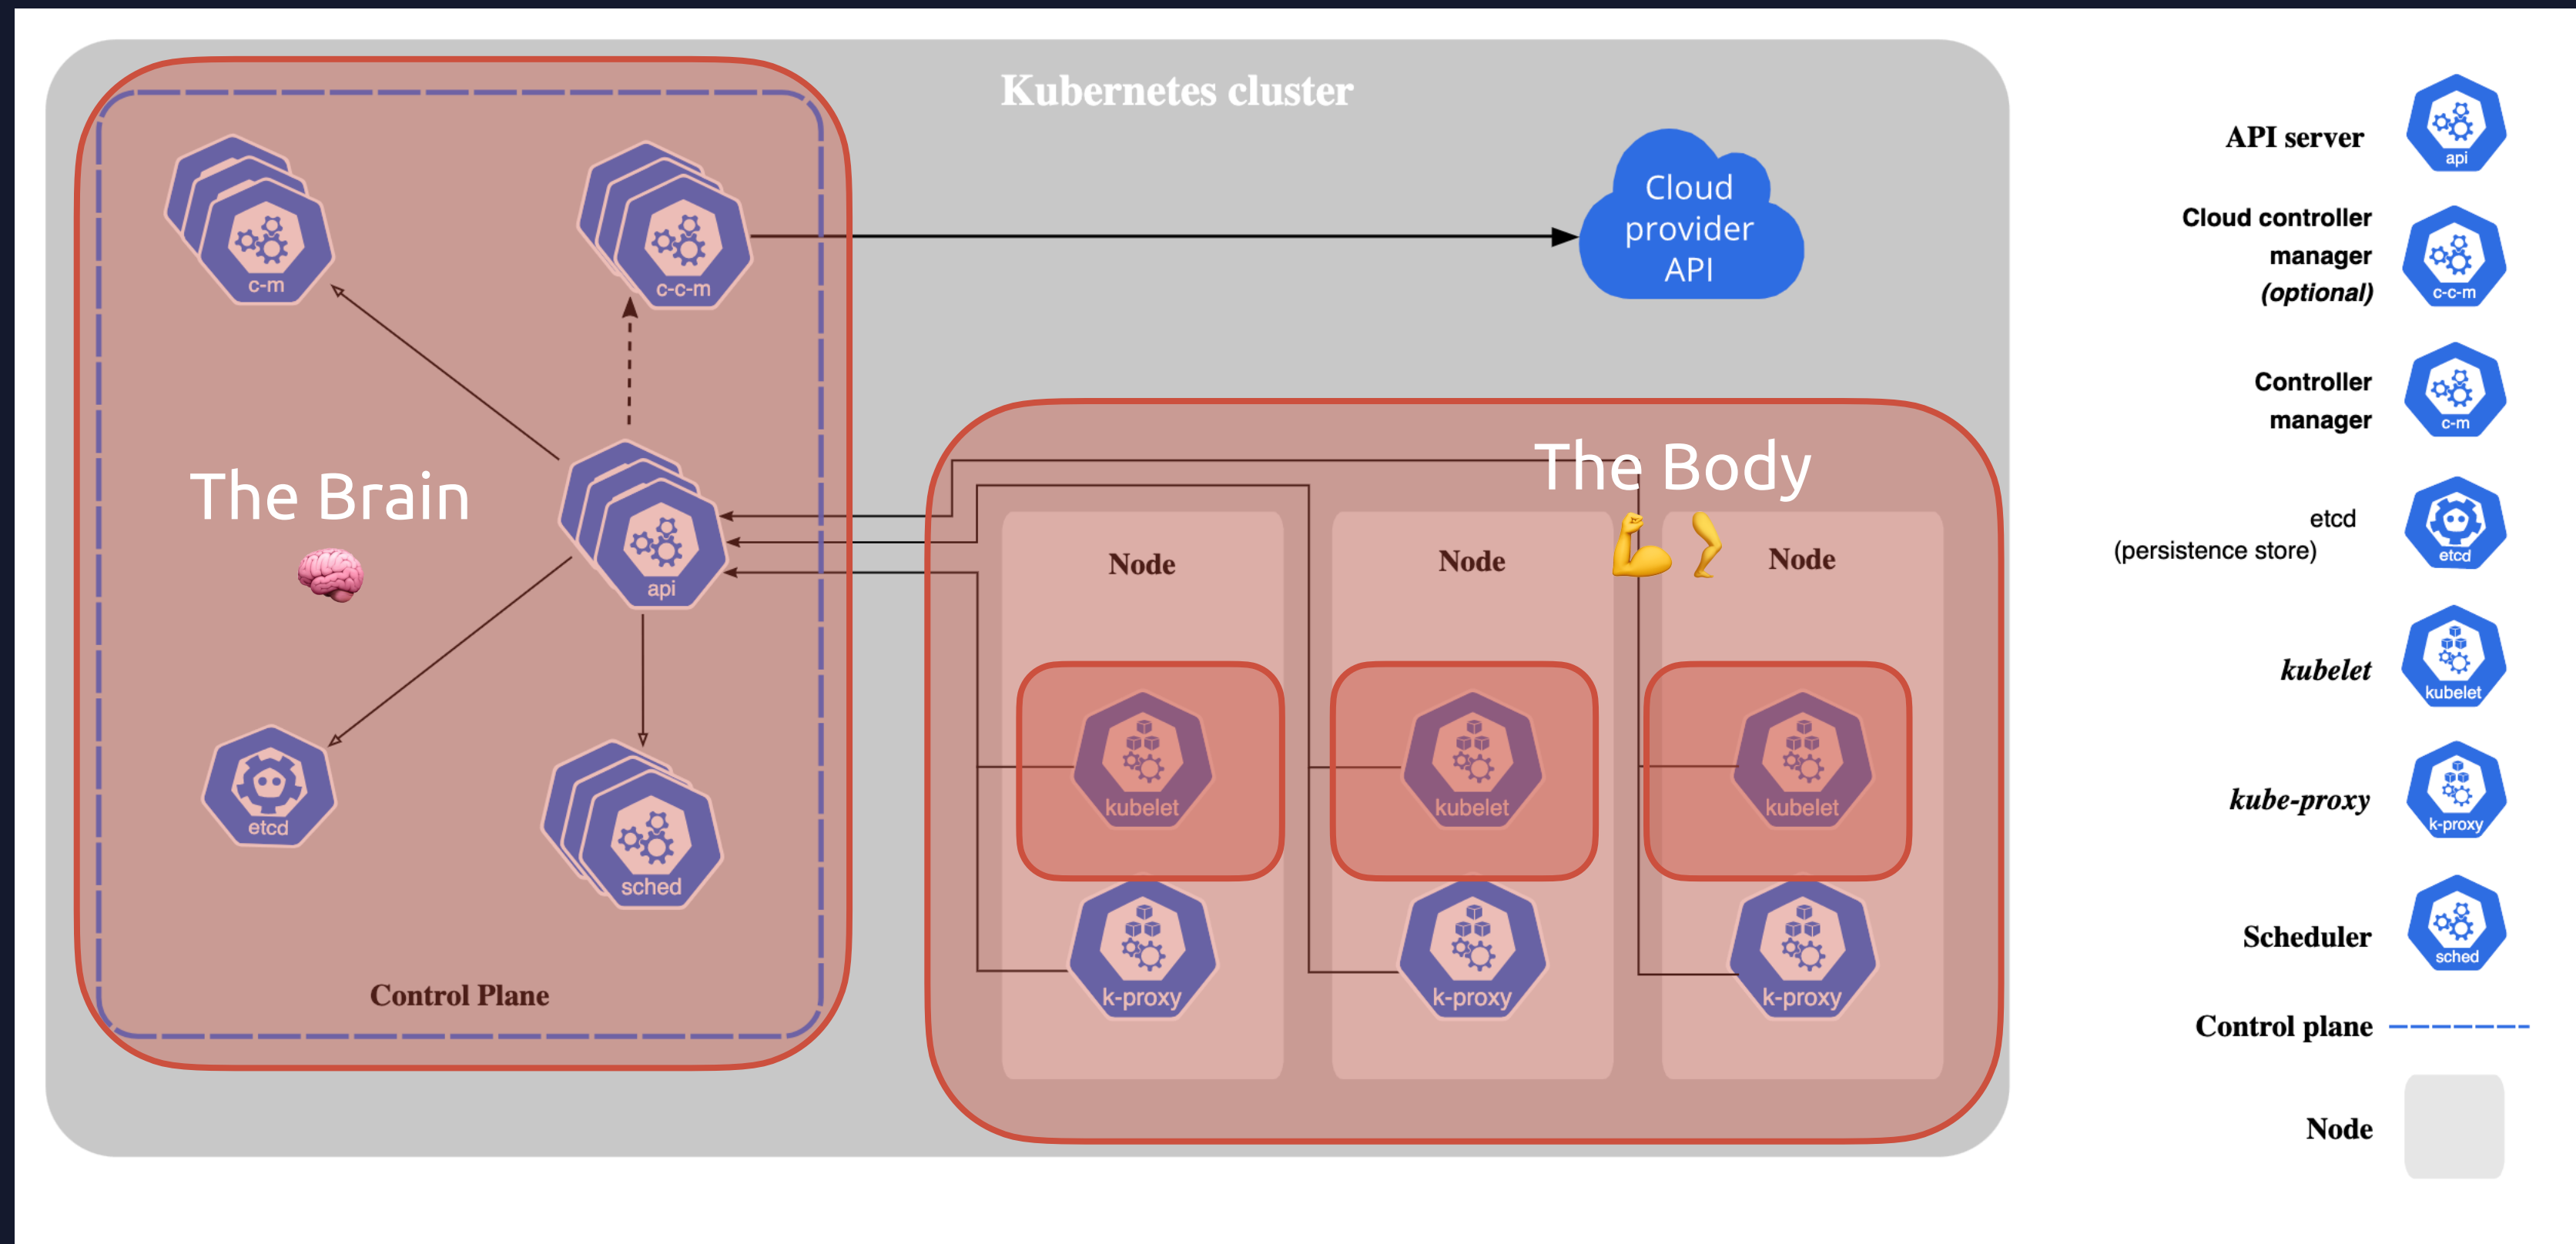 Kubernetes cluster
c-m
c-c-m
Cloud
provider
API
The Brain
api
etcd
sched
Control Plane
The Body
Node
Node
Node
kubelet
kubelet
kubelet
k-proxy
k-proxy
k-proxy
API server
api
Cloud controller
manager
(optional)
c-c-m
Controller
manager
c-m
etcd
(persistence store)
etcd
kubelet
kubelet
kube-proxy
k-proxy
Scheduler
sched
Control plane
Node